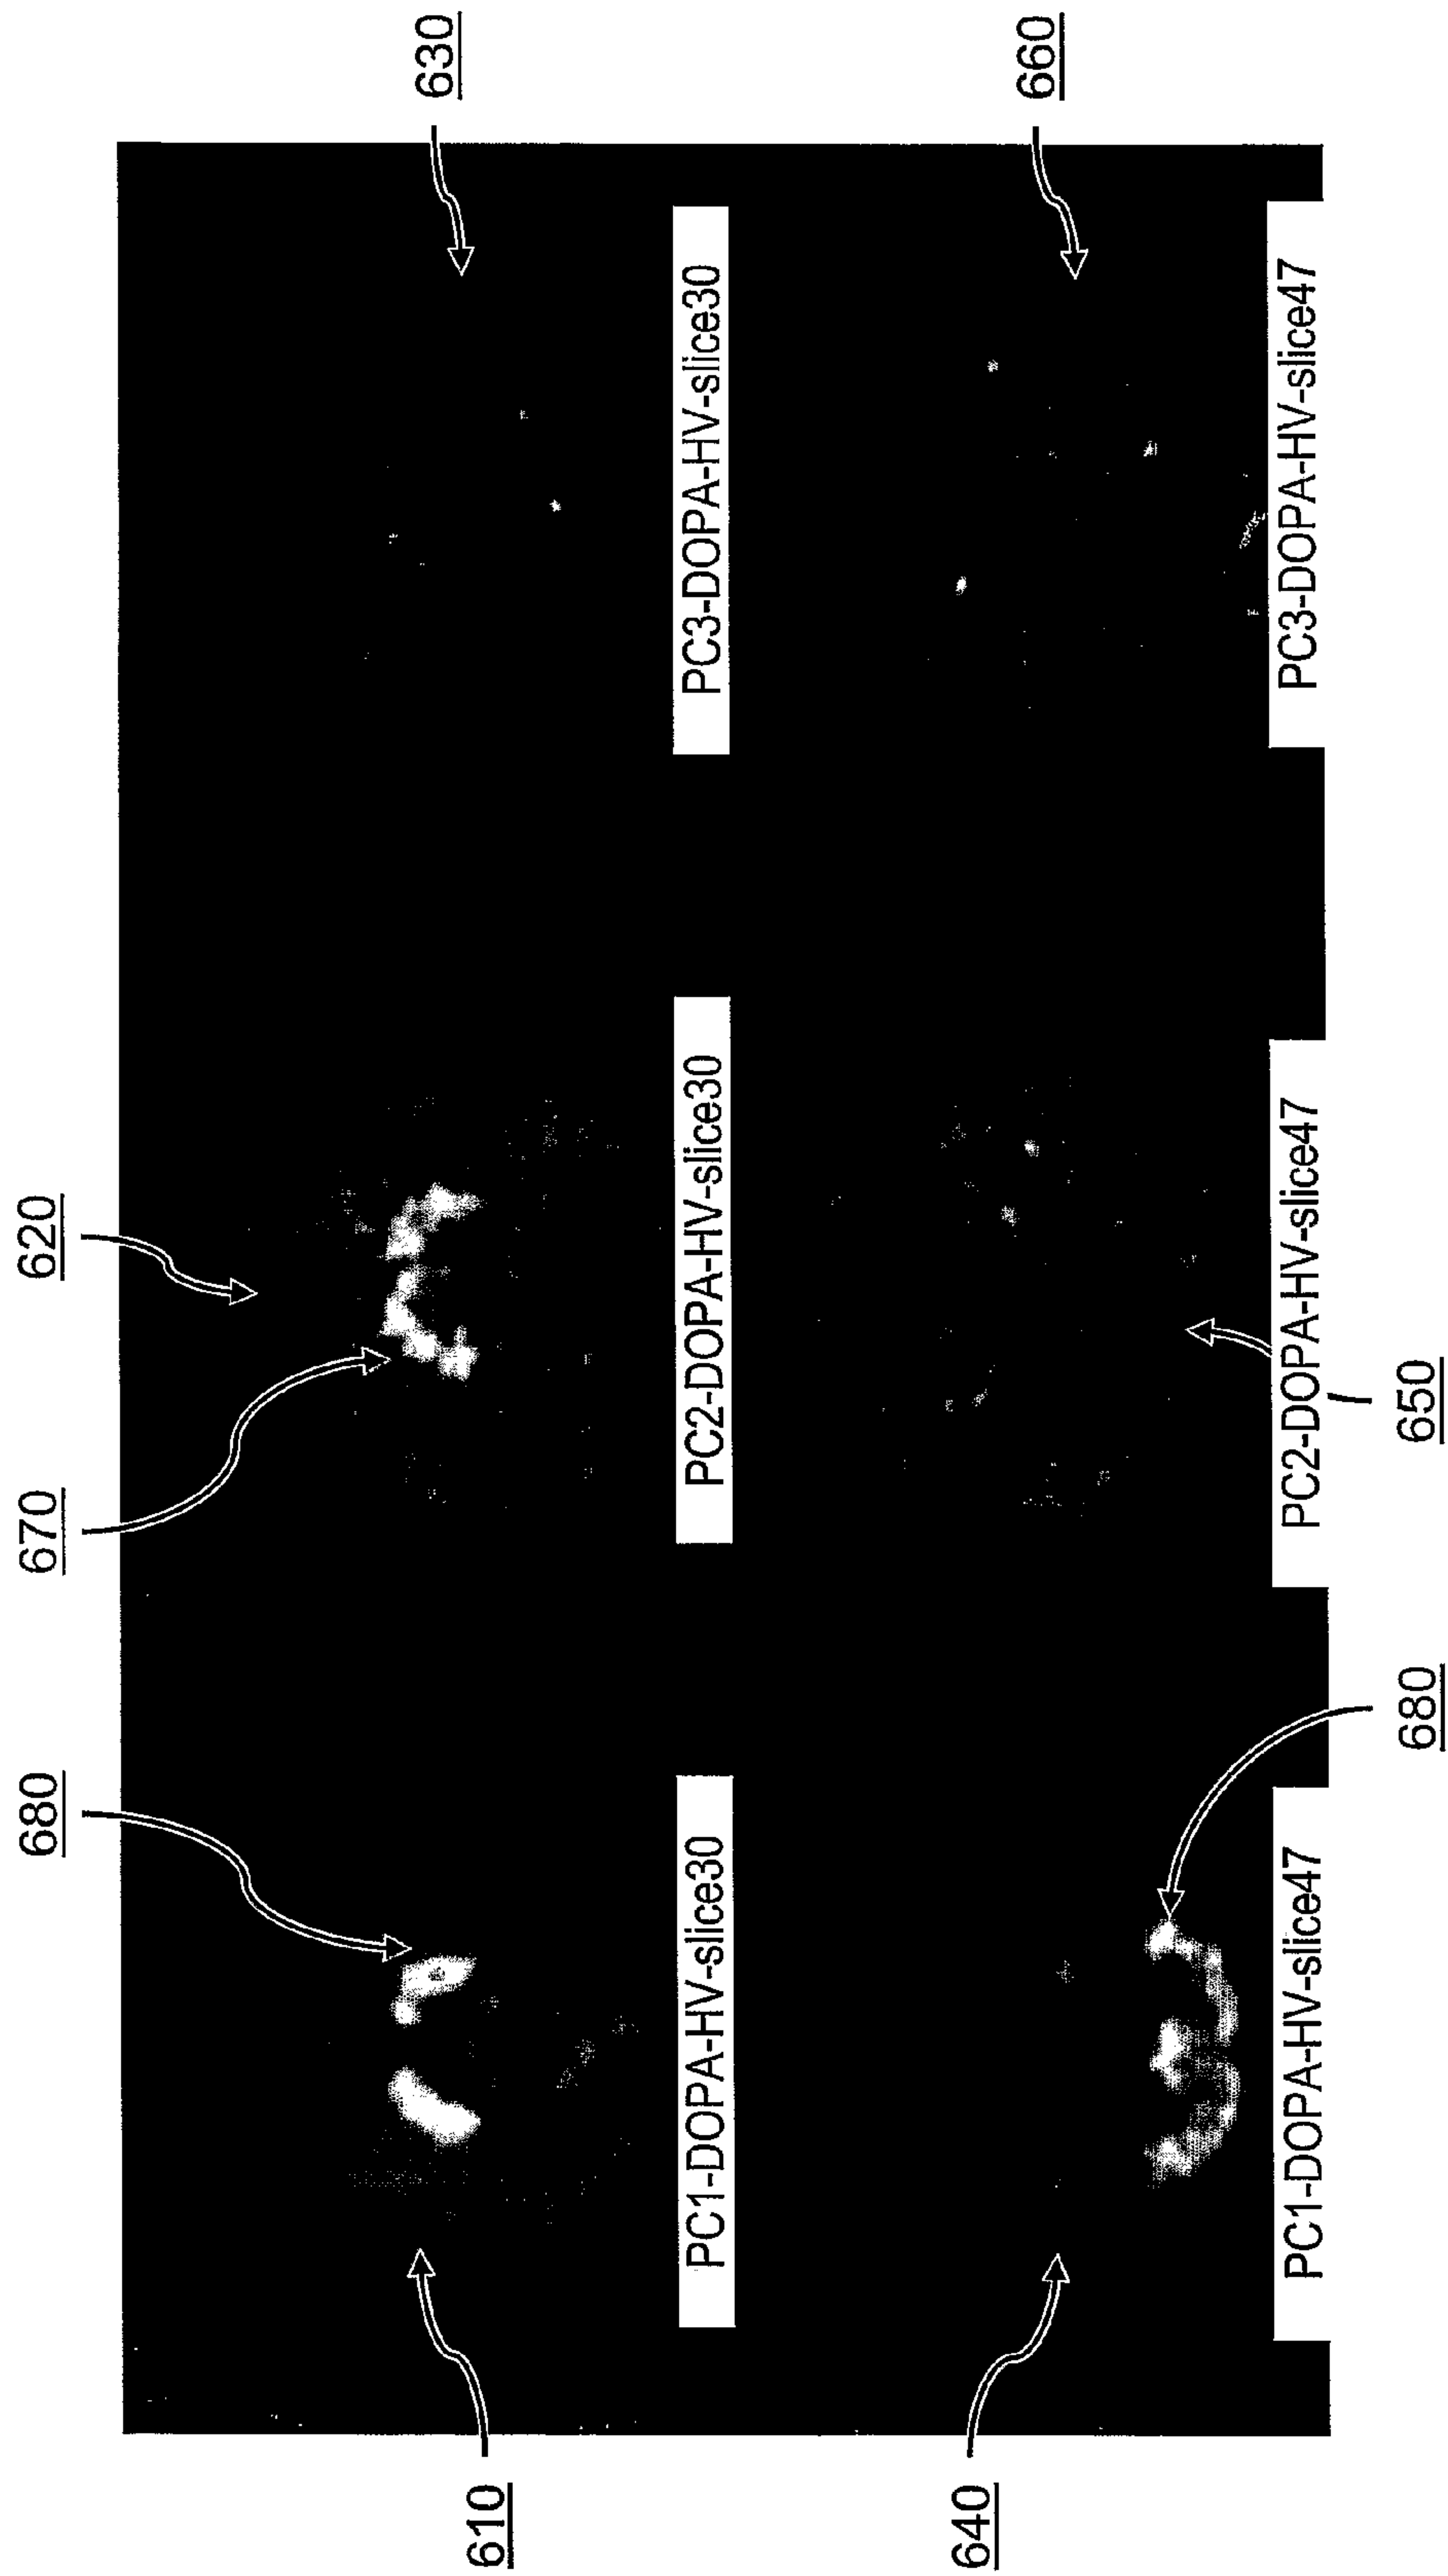 680
670
620
610
630
PC1-DOPA-HV-slice30
PC2-DOPA-HV-slice30
PC3-DOPA-HV-slice30
640
660
PC1-DOPA-HV-slice47
PC2-DOPA-HV-slice47
PC3-DOPA-HV-slice47
680
650